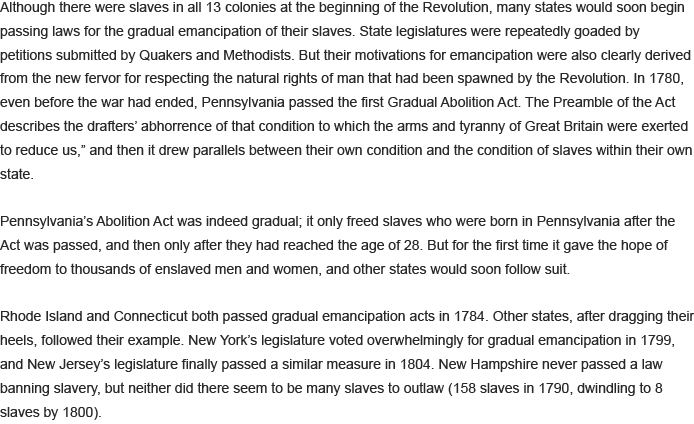 Although there were slaves in all 13 colonies at the beginning of the Revolution, many states would soon begin
passing laws for the gradual emancipation of their slaves. State legislatures were repeatedly goaded by
petitions submitted by Quakers and Methodists. But their motivations for emancipation were also clearly derived
from the new fervor for respecting the natural rights of man that had been spawned by the Revolution. In 1780,
even before the war had ended, Pennsylvania passed the first Gradual Abolition Act. The Preamble of the Act
describes the drafters’ abhorrence of that condition to which the arms and tyranny of Great Britain were exerted
to reduce us,” and then it drew parallels between their own condition and the condition of slaves within their own
state.
Pennsylvania’s Abolition Act was indeed gradual; it only freed slaves who were born in Pennsylvania after the
Act was passed, and then only after they had reached the age of 28. But for the first time it gave the hope of
freedom to thousands of enslaved men and women, and other states would soon follow suit.
Rhode Island and Connecticut both passed gradual emancipation acts in 1784. Other states, after dragging their
heels, followed their example. New York’s legislature voted overwhelmingly for gradual emancipation in 1799,
and New Jersey’s legislature finally passed a similar measure in 1804. New Hampshire never passed a law
banning slavery, but neither did there seem to be many slaves to outlaw (158 slaves in 1790, dwindling to 8
slaves by 1800).